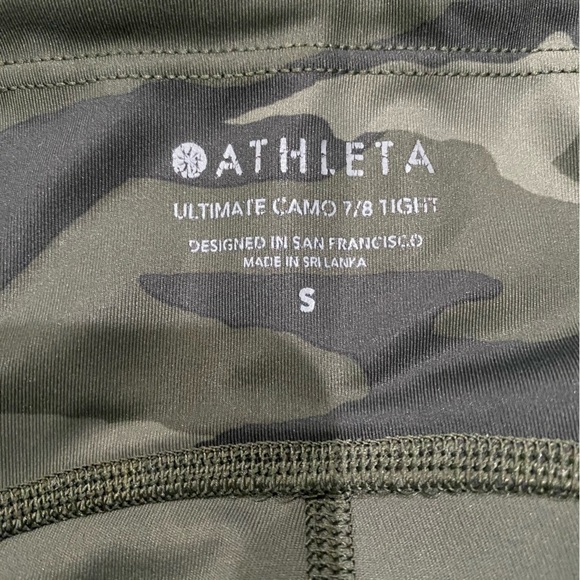 ATHLETA
ULTIMATE CAMO 7/8 TIGHT
DESIGNED IN SAN FRANCISCO
MADE IN SRI LANKA
S